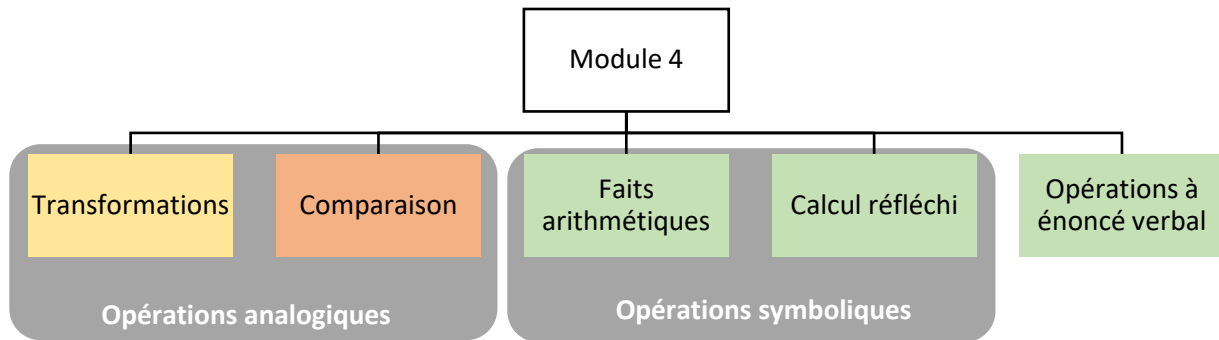 Module 4
Transformations
Comparaison
Faits
arithmétiques
Calcul réfléchi
Opérations à
énoncé verbal
Opérations analogiques
Opérations symboliques